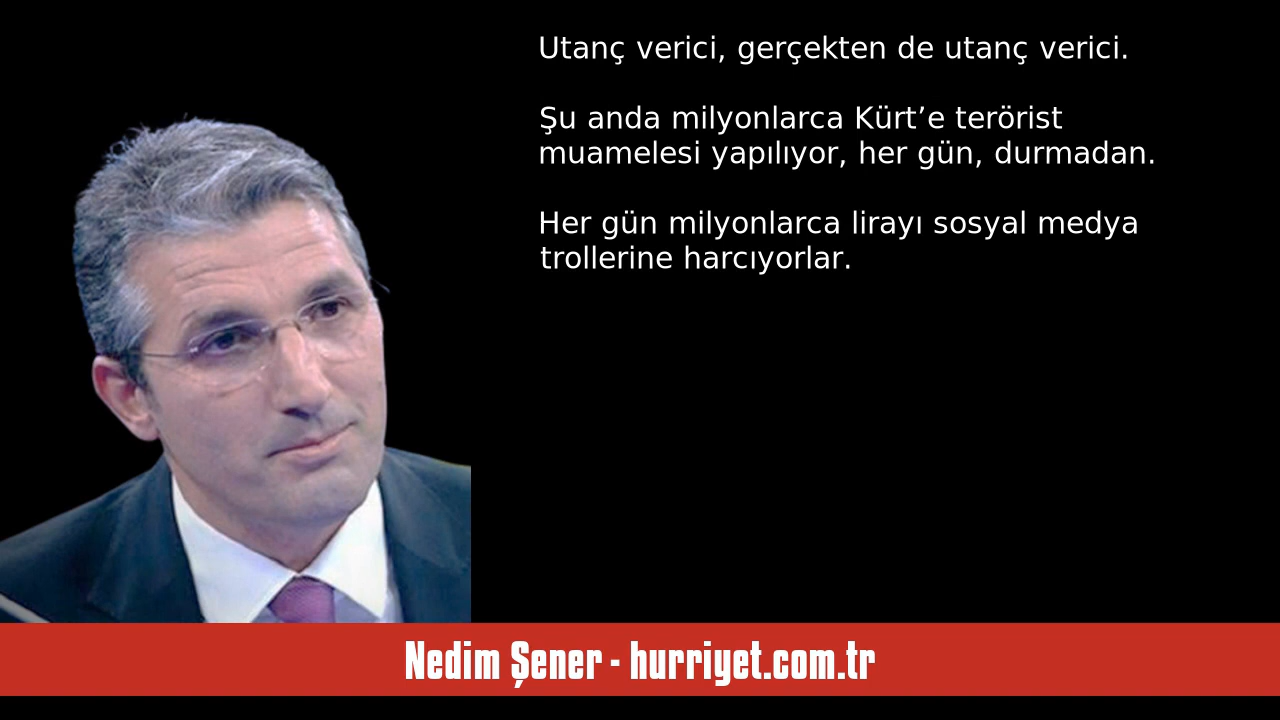 Utanç verici, gerçekten de utanç verici.
Şu anda milyonlarca Kürt’e terörist
muamelesi yapılıyor, her gün, durmadan.
Her gün milyonlarca lirayı sosyal medya
trollerine harcıyorlar.
Nedim Şener - hurriyet.com.tr